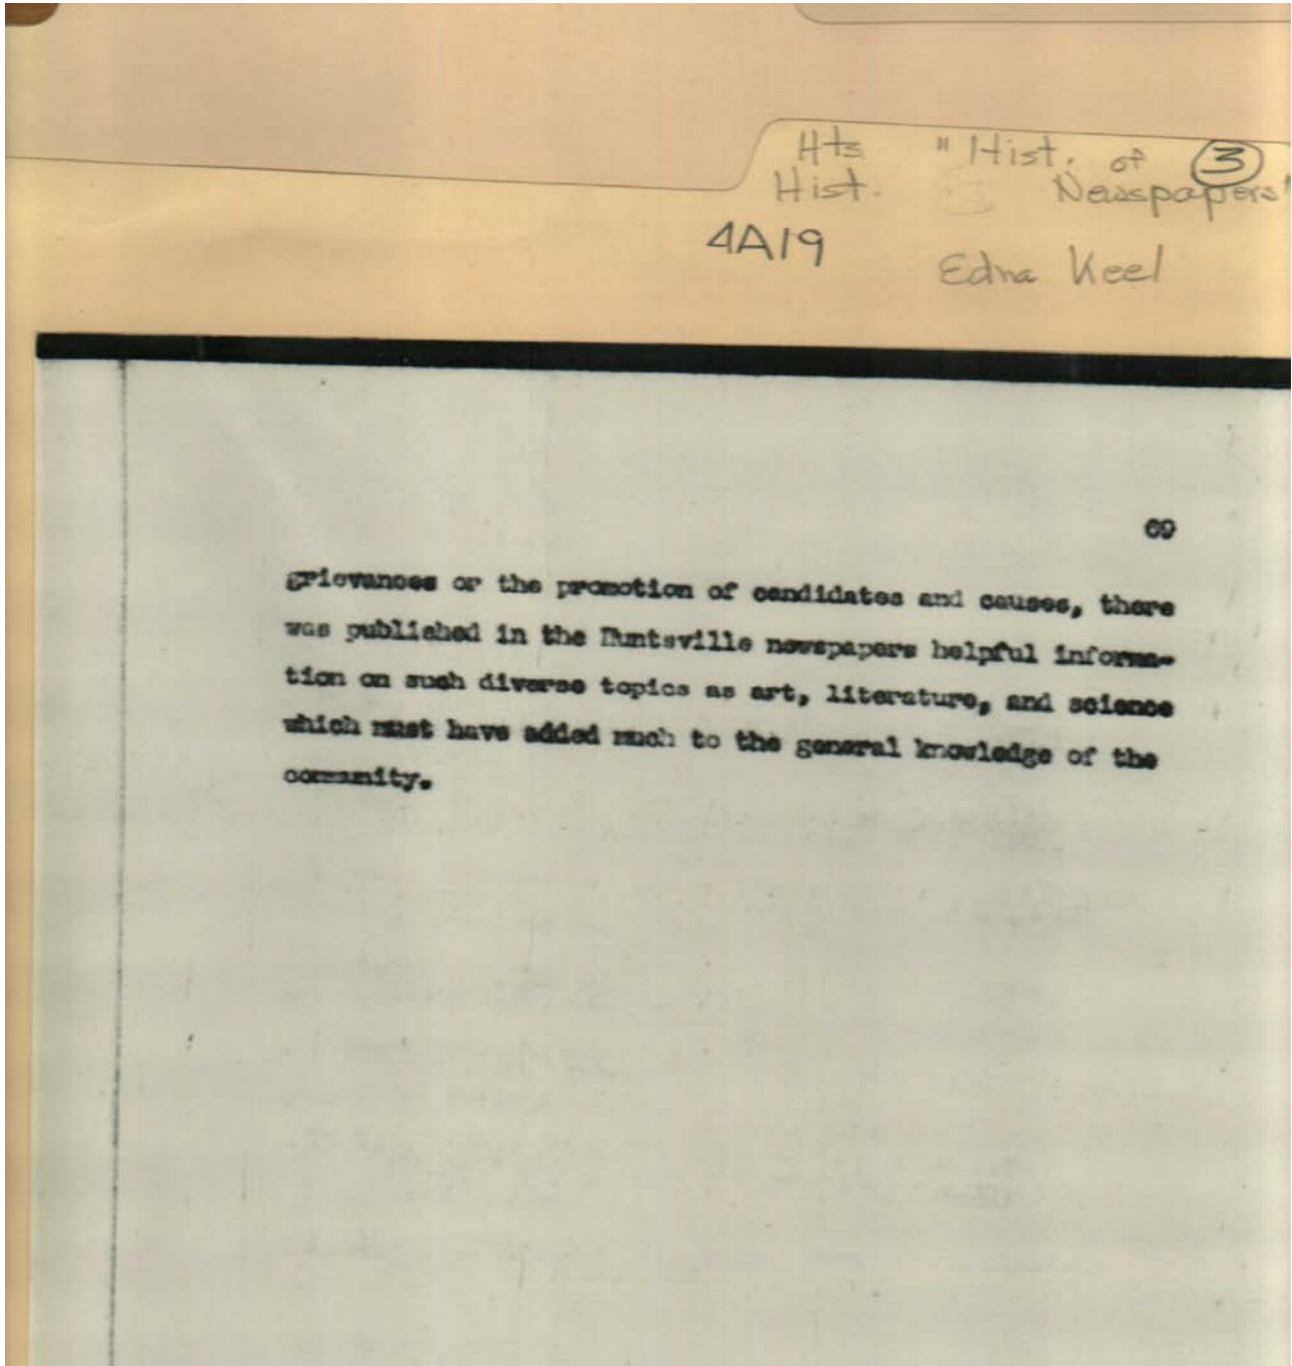 Hts "Hist. of ③
Hist. Newspapers"
4A19
Edna Keel
69
grievances or the promotion of candidates and causes, there
was published in the Huntsville newspapers helpful informa-
tion on such diverse topics as art, literature, and science
which must have added much to the general knowledge of the
community.